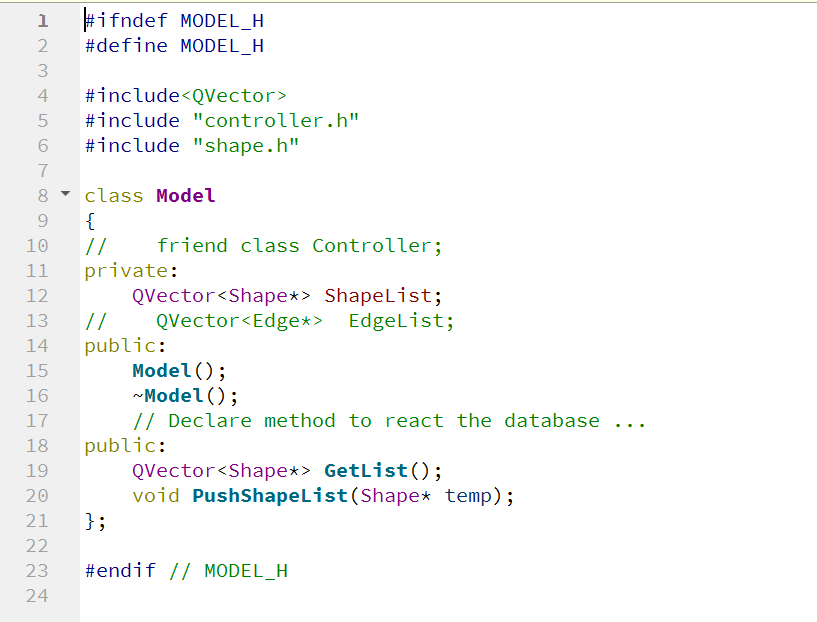 1 #ifndef MODEL_H
2 #define MODEL_H
3
4 #include<QVector>
5 #include "controller.h"
6 #include "shape.h"
7
8 class Model
9 {
10 //    friend class Controller;
11 private:
12     QVector<Shape*> ShapeList;
13 //    QVector<Edge*>  EdgeList;
14 public:
15     Model();
16     ~Model();
17     // Declare method to react the database ...
18 public:
19     QVector<Shape*> GetList();
20     void PushShapeList(Shape* temp);
21 };
22
23 #endif // MODEL_H
24